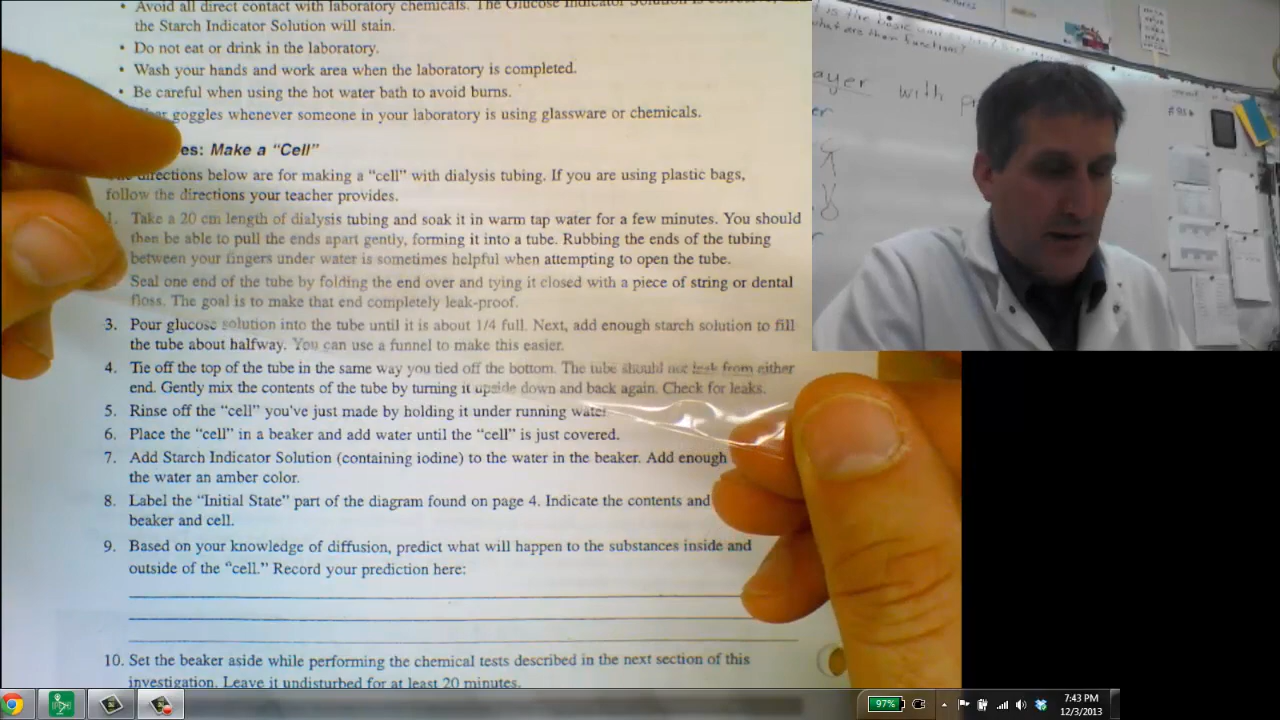 Avoid all direct contact with laboratory chemicals. The Glucose Indicator Solution is
the Starch Indicator Solution will stain.
• Do not eat or drink in the laboratory.
• Wash your hands and work area when the laboratory is completed.
• Be careful when using the hot water bath to avoid burns.
goggles whenever someone in your laboratory is using glassware or chemicals.
es: Make a "Cell"
directions below are for making a "cell" with dialysis tubing. If you are using plastic bags,
follow the directions your teacher provides.
1. Take a 20 cm length of dialysis tubing and soak it in warm tap water for a few minutes. You should
then be able to pull the ends apart gently, forming it into a tube. Rubbing the ends of the tubing
between your fingers under water is sometimes helpful when attempting to open the tube.
Seal one end of the tube by folding the end over and tying it closed with a piece of string or dental
floss. The goal is to make that end completely leak-proof.
3. Pour glucose solution into the tube until it is about 1/4 full. Next, add enough starch solution to fill
the tube about halfway. You can use a funnel to make this easier.
4. Tie off the top of the tube in the same way you tied off the bottom. The tube should not leak from either
end. Gently mix the contents of the tube by turning it upside down and back again. Check for leaks.
5. Rinse off the "cell" you've just made by holding it under running water
6. Place the "cell" in a beaker and add water until the "cell" is just covered.
7. Add Starch Indicator Solution (containing iodine) to the water in the beaker. Add enough
the water an amber color.
8. Label the "Initial State" part of the diagram found on page 4. Indicate the contents and
beaker and cell.
9. Based on your knowledge of diffusion, predict what will happen to the substances inside and
outside of the "cell." Record your prediction here:
10. Set the beaker aside while performing the chemical tests described in the next section of this
investigation. Leave it undisturbed for at least 20 minutes.
is the basic
what are their functions?
ayer with
97%
7:43 PM
12/3/2013